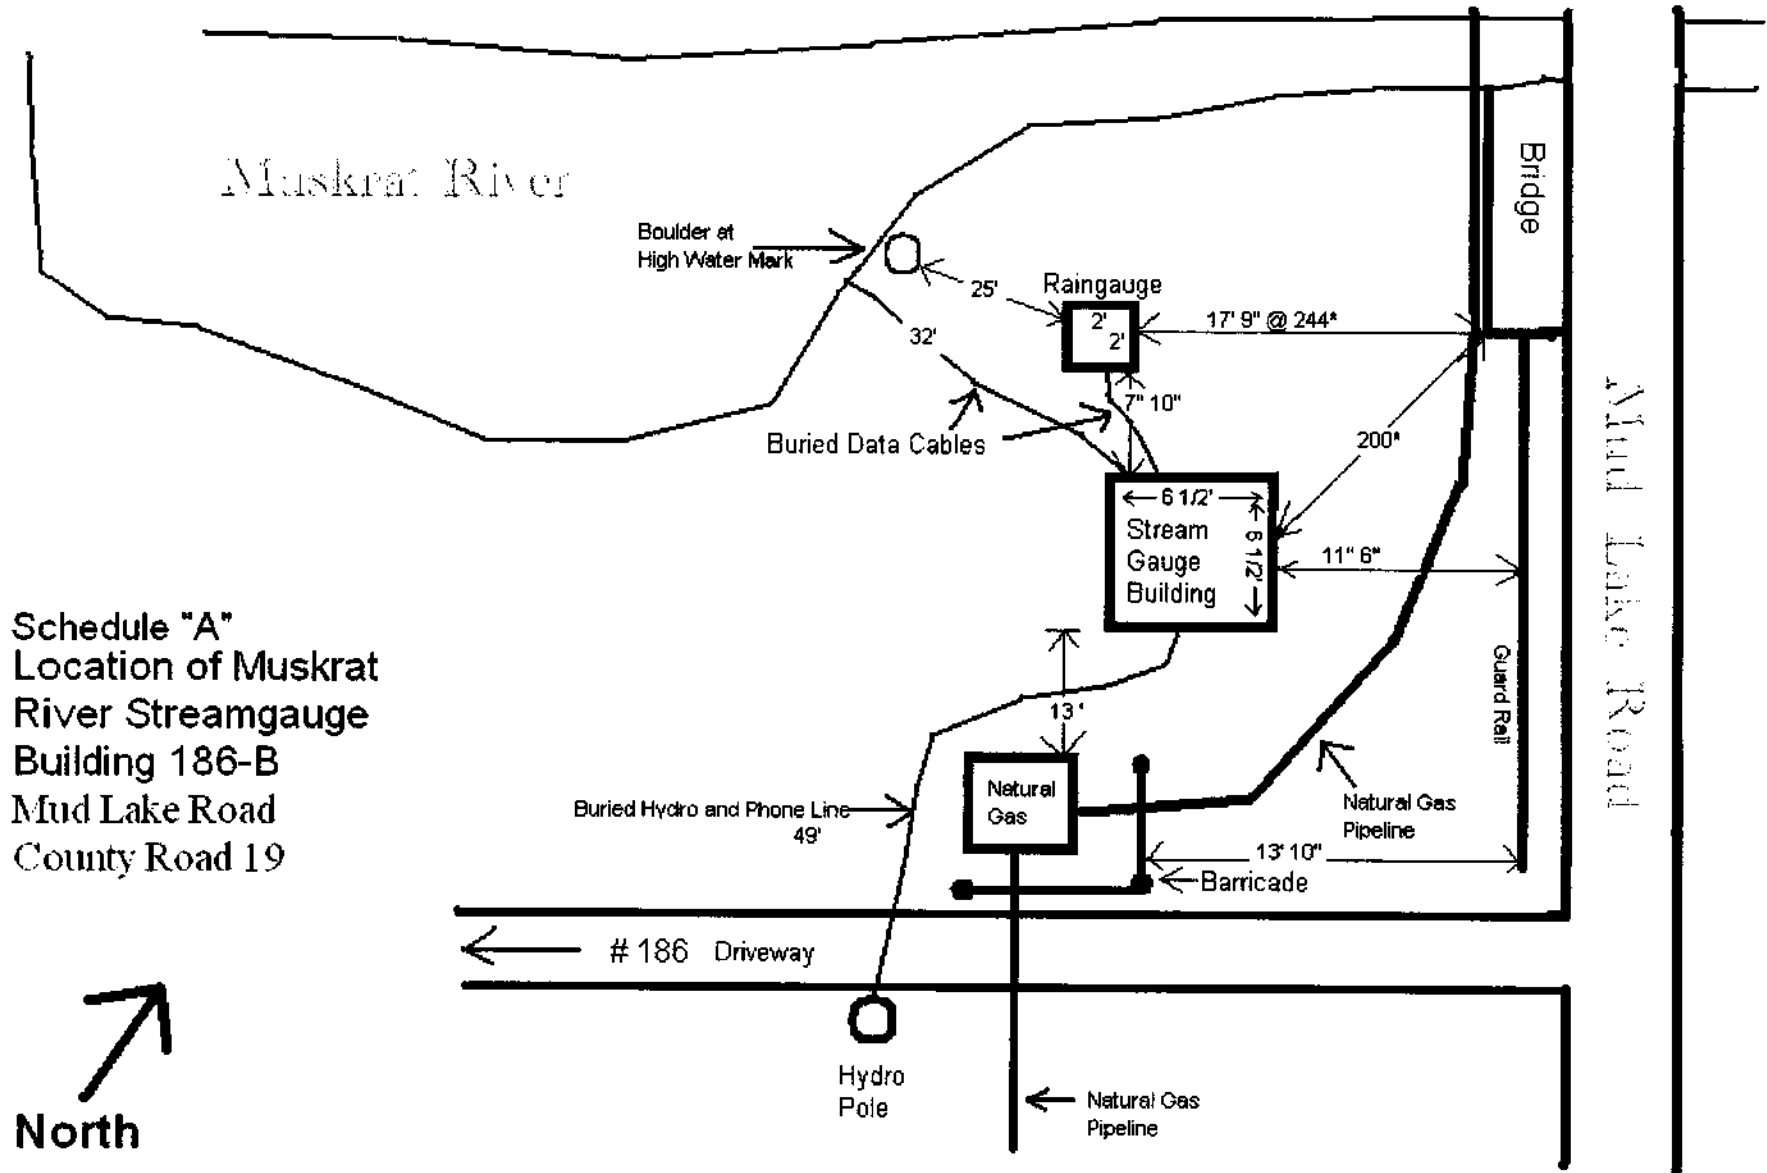 Muskrat River
Bridge
Boulder at
High Water Mark
25'
Raingauge
2'
2'
17' 9" @ 244*
32'
7" 10"
Buried Data Cables
200*
6 1/2'
6 1/2'
Stream
Gauge
Building
11" 6"
Mud Lake Road
Schedule "A"
Location of Muskrat
River Streamgauge
Building 186-B
Mud Lake Road
County Road 19
Guard Rail
13'
Natural
Gas
Buried Hydro and Phone Line
49'
Natural Gas
Pipeline
13' 10"
Barricade
# 186 Driveway
North
Hydro
Pole
Natural Gas
Pipeline